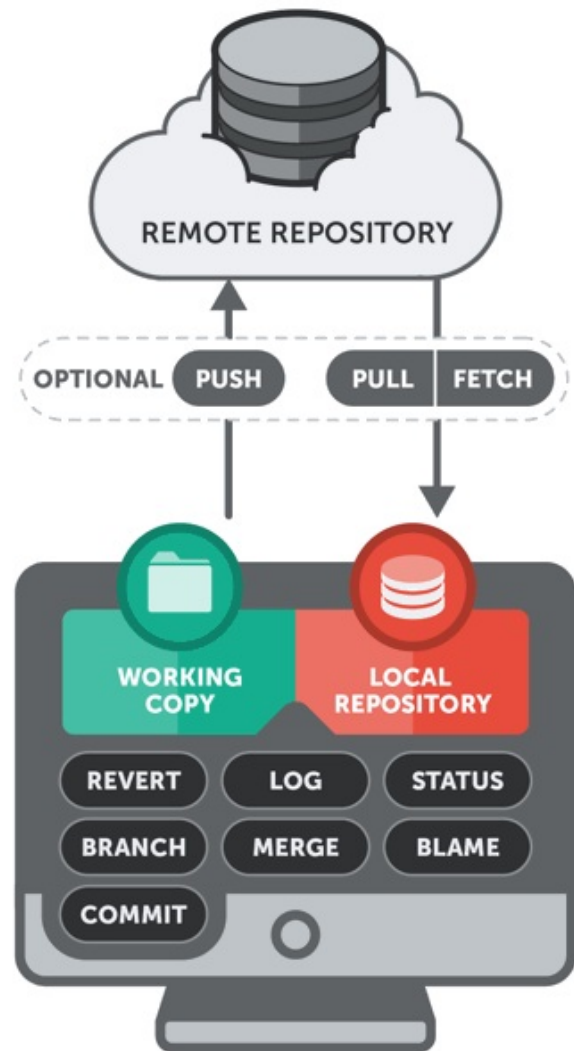 REMOTE REPOSITORY
OPTIONAL PUSH PULL FETCH
WORKING
COPY
LOCAL
REPOSITORY
REVERT LOG STATUS
BRANCH MERGE BLAME
COMMIT